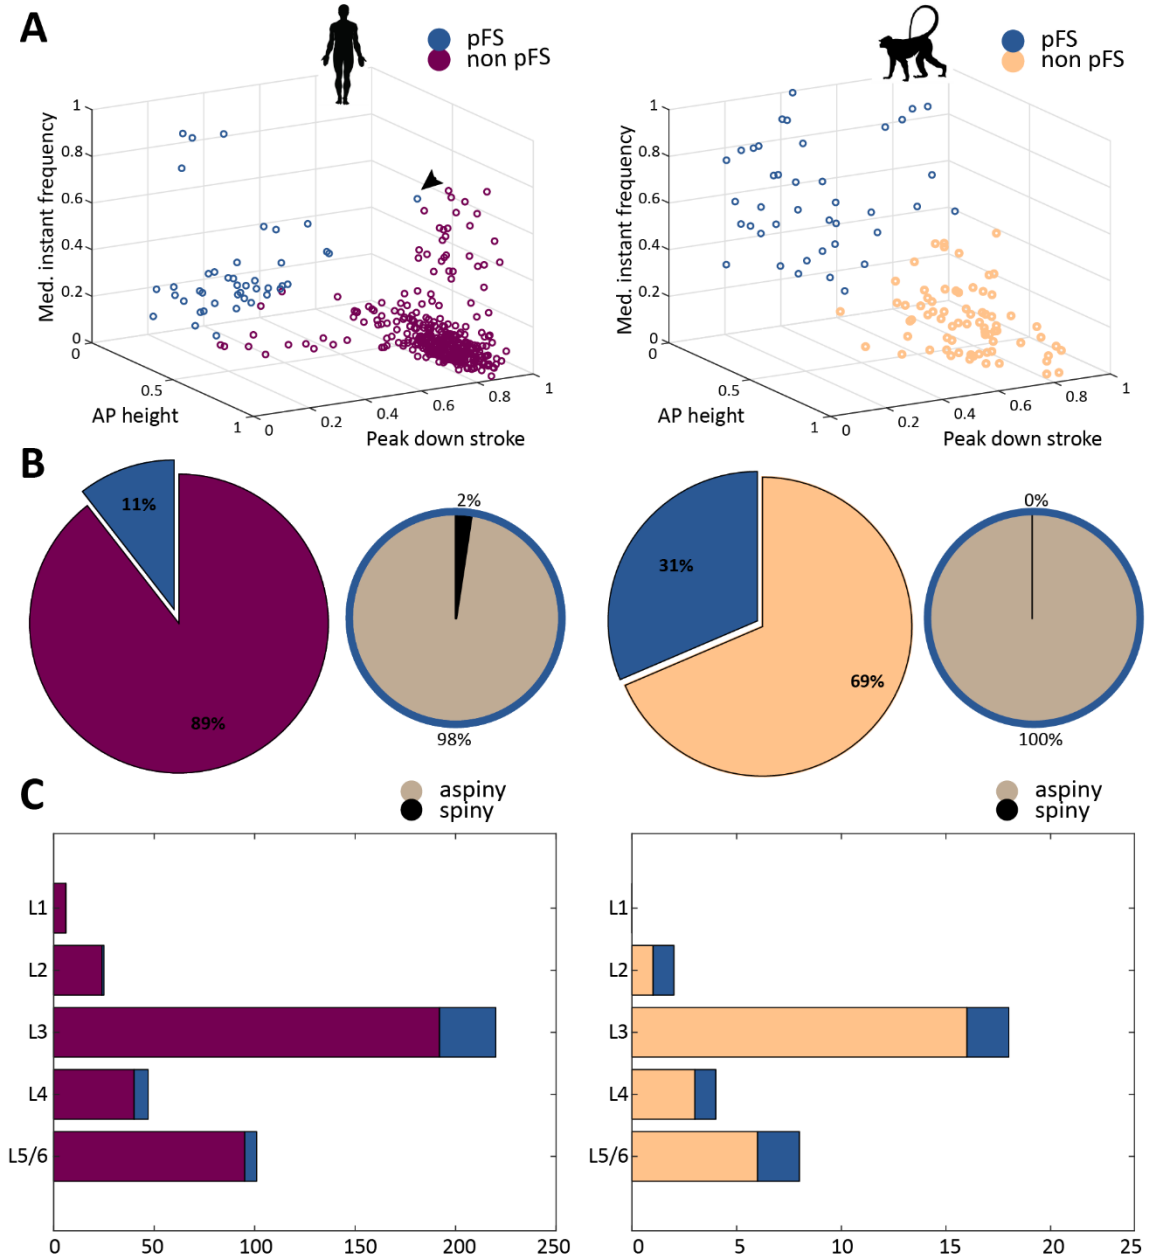 A
pFS
non pFS
pFS
non pFS
Med. instant frequency
1
0.8
0.6
0.4
0.2
0
0
0.5
1
AP height
0
0.2
0.4
0.6
0.8
1
Peak down stroke
Med. instant frequency
1
0.8
0.6
0.4
0.2
0
0
0.5
1
AP height
0
0.2
0.4
0.6
0.8
1
Peak down stroke
B
11%
89%
2%
98%
31%
69%
0%
100%
aspiny
spiny
aspiny
spiny
C
L1
L2
L3
L4
L5/6
0 50 100 150 200 250
L1
L2
L3
L4
L5/6
0 5 10 15 20 25